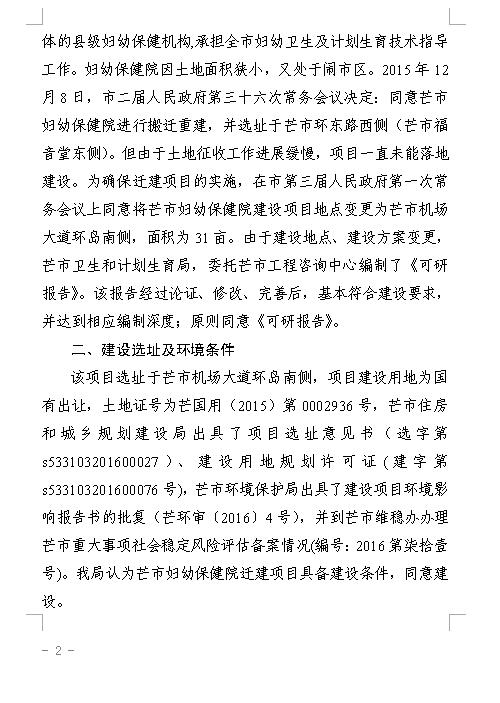 体的县级妇幼保健机构,承担全市妇幼卫生及计划生育技术指导
工作。妇幼保健院因土地面积狭小，又处于闹市区。2015 年 12
月 8 日，市二届人民政府第三十六次常务会议决定：同意芒市
妇幼保健院进行搬迁重建，并选址于芒市环东路西侧（芒市福
音堂东侧）。但由于土地征收工作进展缓慢，项目一直未能落地
建设。为确保迁建项目的实施，在市第三届人民政府第一次常
务会议上同意将芒市妇幼保健院建设项目地点变更为芒市机场
大道环岛南侧，面积为 31 亩。由于建设地点、建设方案变更，
芒市卫生和计划生育局，委托芒市工程咨询中心编制了《可研
报告》。该报告经过论证、修改、完善后，基本符合建设要求，
并达到相应编制深度；原则同意《可研报告》。
二、建设选址及环境条件
该项目选址于芒市机场大道环岛南侧，项目建设用地为国
有出让，土地证号为芒国用（2015）第 0002936 号，芒市住房
和城乡规划建设局出具了项目选址意见书（选字第
s533103201600027）、建设用地规划许可证(建字第
s533103201600076 号)，芒市环境保护局出具了建设项目环境影
响报告书的批复（芒环审〔2016〕4 号），并到芒市维稳办办理
芒市重大事项社会稳定风险评估备案情况(编号：2016 第柒拾壹
号)。我局认为芒市妇幼保健院迁建项目具备建设条件，同意建
设。
- 2 -